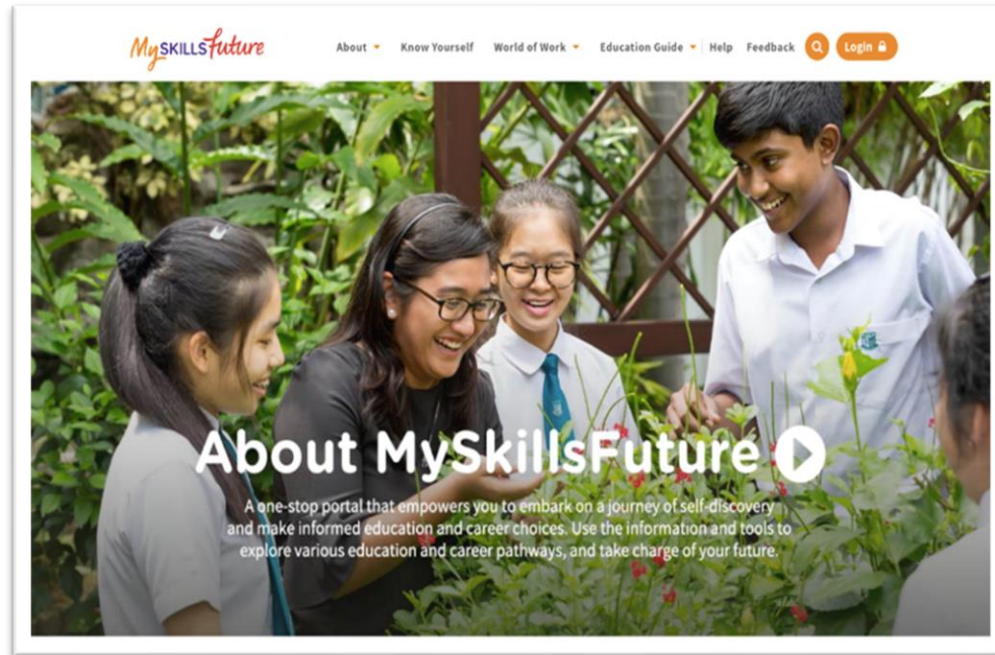 MySKILLSfuture
About Know Yourself World of Work Education Guide Help Feedback Login
About MySkillsFuture
A one-stop portal that empowers you to embark on a journey of self-discovery
and make informed education and career choices. Use the information and tools to
explore various education and career pathways, and take charge of your future.